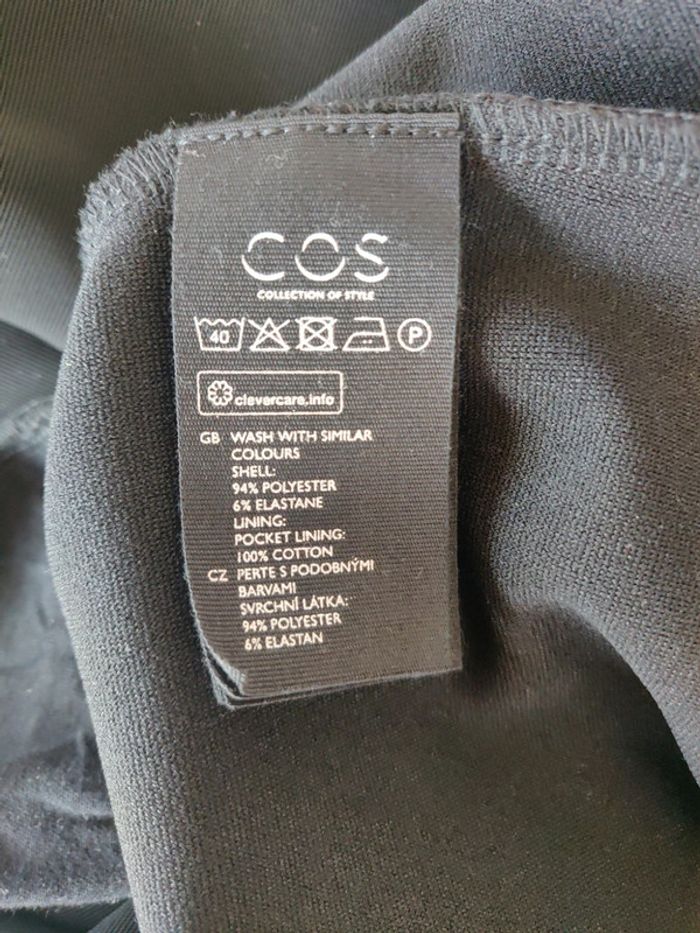 COS
COLLECTION OF STYLE
40 P
clevercare.info
GB WASH WITH SIMILAR
COLOURS
SHELL:
94% POLYESTER
6% ELASTANE
LINING:
POCKET LINING:
100% COTTON
CZ PERTE S PODOBNÝMI
BARVAMI
SVRCHNÍ LÁTKA:
94% POLYESTER
6% ELASTAN